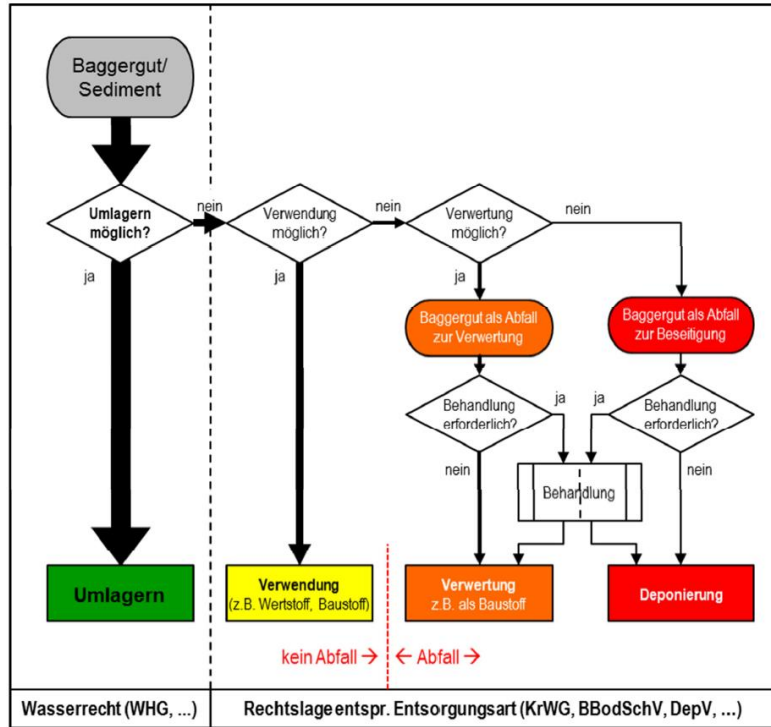 Baggergut/
Sediment
Umlagern
möglich?
nein
Verwendung
möglich?
nein
Verwertung
möglich?
nein
ja
ja
ja
Baggergut als Abfall
zur Verwertung
Baggergut als Abfall
zur Beseitigung
Behandlung
erforderlich?
ja
ja
Behandlung
erforderlich?
nein
nein
Behandlung
Umlagern
Verwendung
(z.B. Wertstoff, Baustoff)
Verwertung
z.B. als Baustoff
Deponierung
kein Abfall →
← Abfall →
Wasserrecht (WHG, ...)
Rechtslage entspr. Entsorgungsart (KrWG, BBodSchV, DepV, ...)